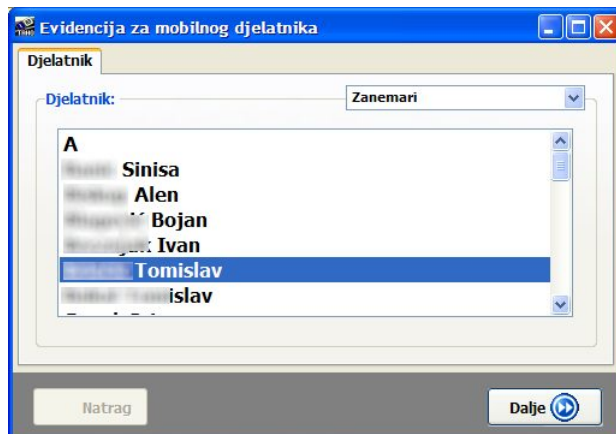 Evidencija za mobilnog djelatnika
Djelatnik
Djelatnik:
Zanemari
A
Sinisa
Alen
Bojan
Ivan
Tomislav
islav
Natrag
Dalje